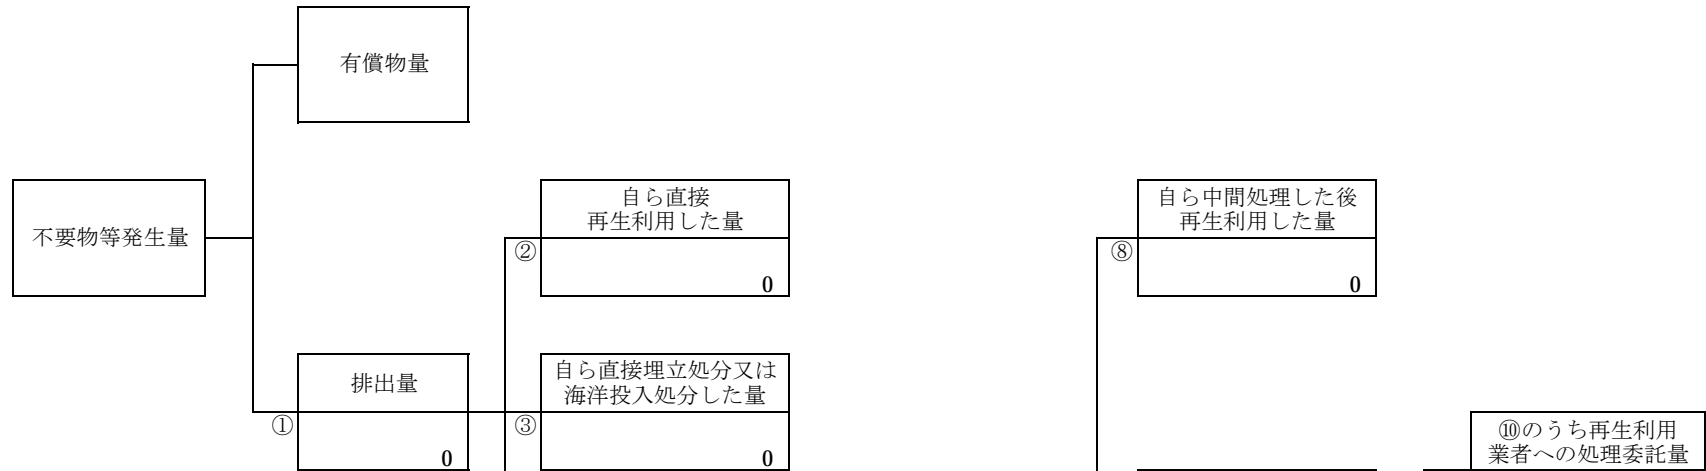 有償物量
不要物等発生量
自ら直接
再生利用した量
②
0
自ら中間処理した後
再生利用した量
⑧
0
排出量
①
0
自ら直接埋立処分又は
海洋投入処分した量
③
0
⑩のうち再生利用
業者への処理委託量